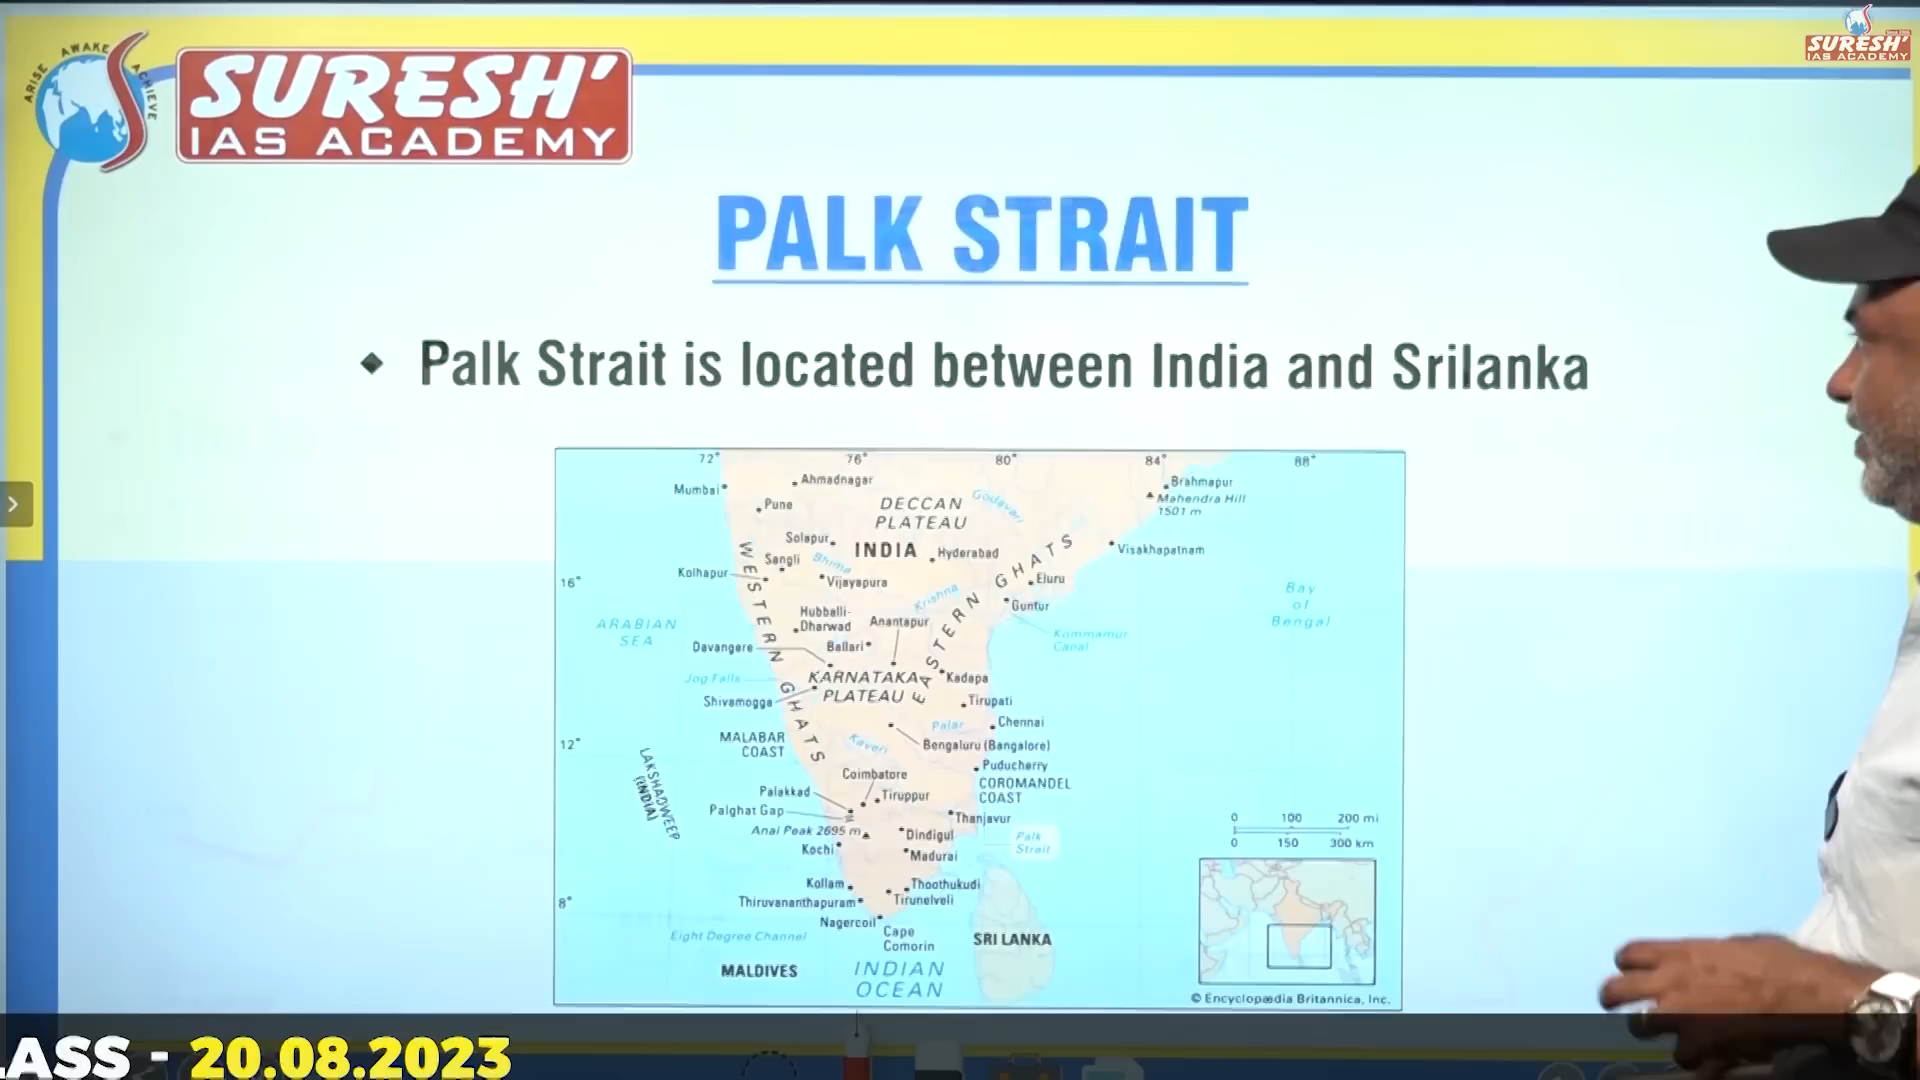 ARISE AWAKE ACHIEVE
SURESH'
IAS ACADEMY
SURESH'
IAS ACADEMY
PALK STRAIT
◆ Palk Strait is located between India and Srilanka
72° 76° 80° 84° 88°
Mumbai
Ahmadnagar
Pune
DECCAN
PLATEAU
Godavari
Brahmapur
Mahendra Hill
1501 m
Solapur
INDIA
Hyderabad
Visakhapatnam
Sangli
Bhima
Kolhapur
Vijayapura
WESTERN GHATS
EASTERN GHATS
Eluru
16°
Krishna
Guntur
Bay
of
Bengal
ARABIAN
SEA
Hubballi-
Dharwad
Anantapur
Kommamur
Canal
Davangere
Ballari
Jog Falls
KARNATAKA
PLATEAU
Kadapa
Shivamogga
Tirupati
Palar
Chennai
12°
MALABAR
COAST
Kaveri
Bengaluru (Bangalore)
Puducherry
LAKSHADWEEP
(INDIA)
Coimbatore
COROMANDEL
COAST
Palakkad
Tiruppur
Palghat Gap
Thanjavur
Anai Peak 2695 m
Dindigul
Palk
Strait
Kochi
Madurai
0 100 200 mi
0 150 300 km
Kollam
Thoothukudi
Thiruvananthapuram
Tirunelveli
8°
Nagercoil
Eight Degree Channel
Cape
Comorin
SRI LANKA
MALDIVES
INDIAN
OCEAN
© Encyclopædia Britannica, Inc.
ASS - 20.08.2023